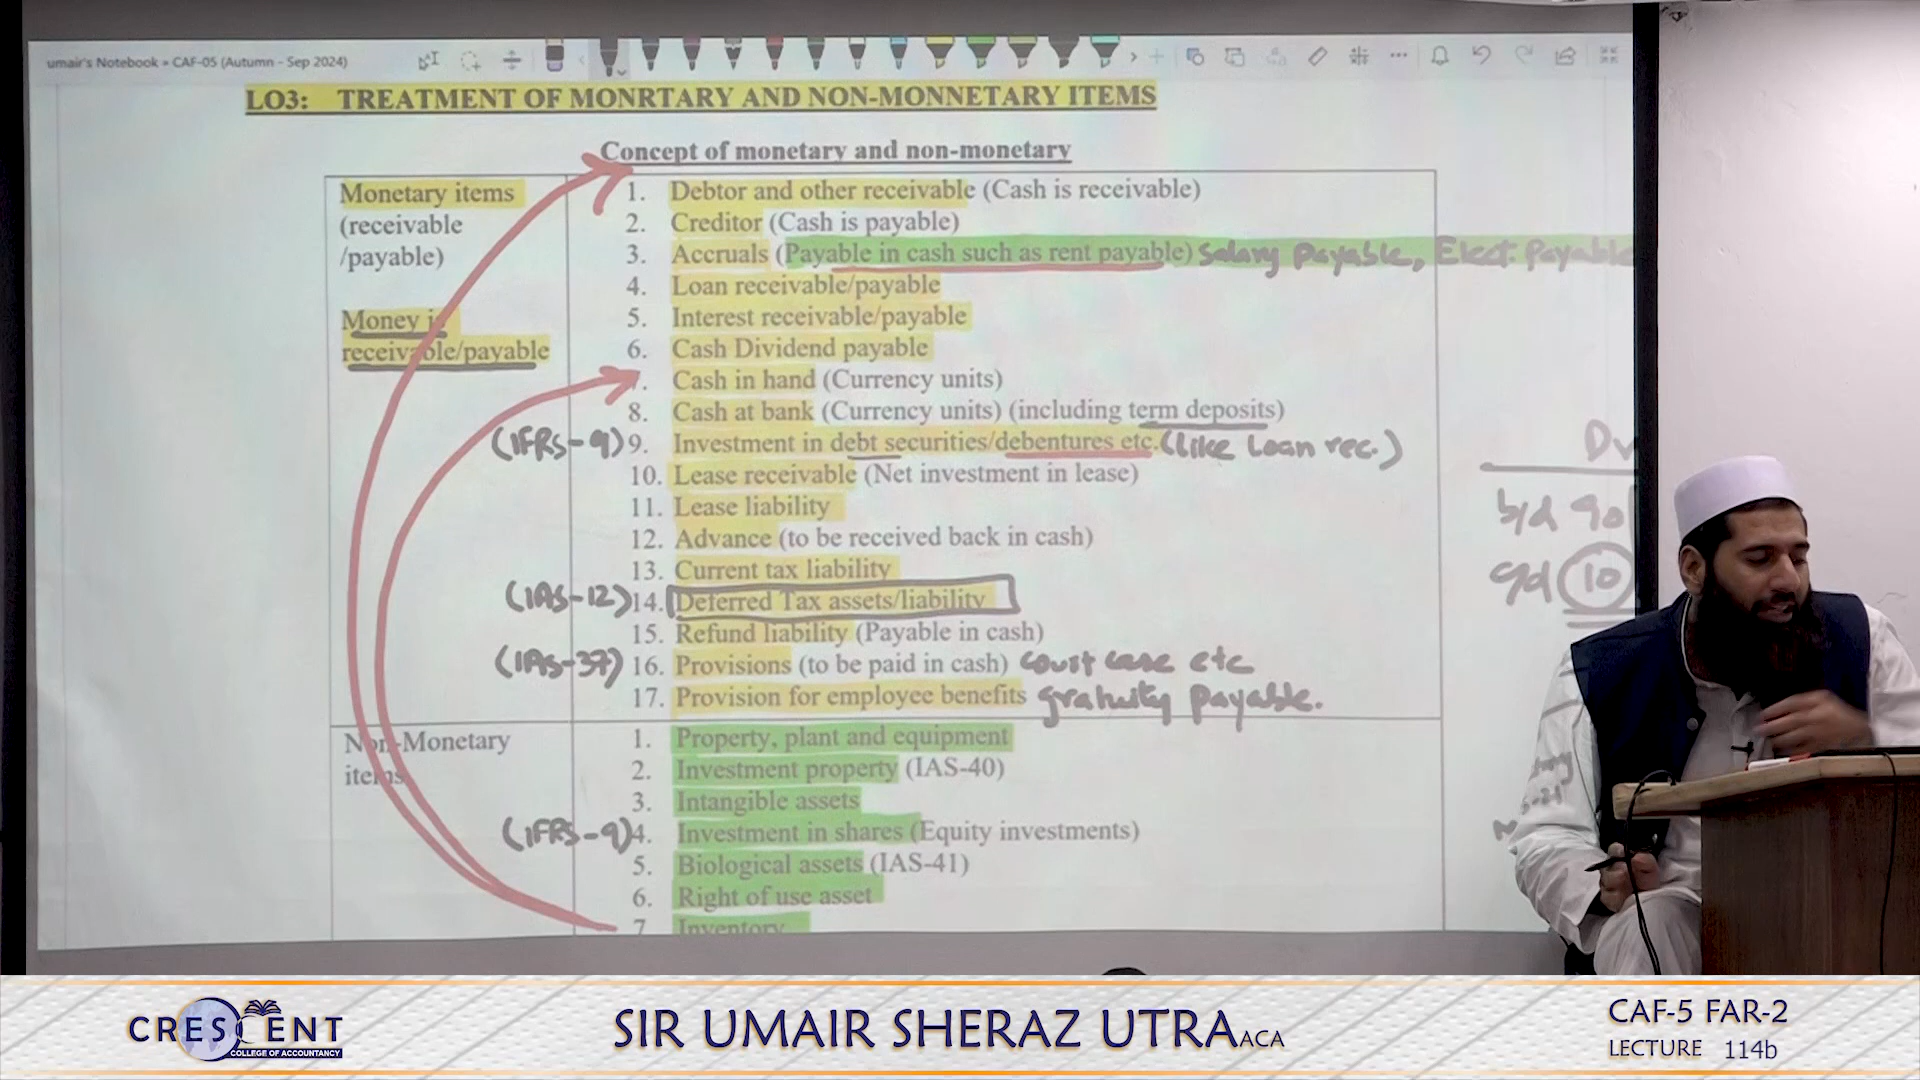 umair's Notebook » CAF-05 (Autumn - Sep 2024)
LO3: TREATMENT OF MONRTARY AND NON-MONNETARY ITEMS
Concept of monetary and non-monetary
Monetary items
(receivable
/payable)
Money is
receivable/payable
1. Debtor and other receivable (Cash is receivable)
2. Creditor (Cash is payable)
3. Accruals (Payable in cash such as rent payable) Salary Payable, Elect. Payable
4. Loan receivable/payable
5. Interest receivable/payable
6. Cash Dividend payable
7. Cash in hand (Currency units)
8. Cash at bank (Currency units) (including term deposits)
(IFRS-9) 9. Investment in debt securities/debentures etc. (like Loan rec.)
10. Lease receivable (Net investment in lease)
11. Lease liability
12. Advance (to be received back in cash)
13. Current tax liability
(IAS-12) 14. Deferred Tax assets/liability
15. Refund liability (Payable in cash)
(IAS-37) 16. Provisions (to be paid in cash) court case etc
17. Provision for employee benefits gratuity payable.
Non-Monetary
items
1. Property, plant and equipment
2. Investment property (IAS-40)
3. Intangible assets
(IFRS-9) 4. Investment in shares (Equity investments)
5. Biological assets (IAS-41)
6. Right of use asset
7 Inventory
b/d 90
10
CRESCENT
COLLEGE OF ACCOUNTANCY
SIR UMAIR SHERAZ UTRA ACA
CAF-5 FAR-2
LECTURE 114b